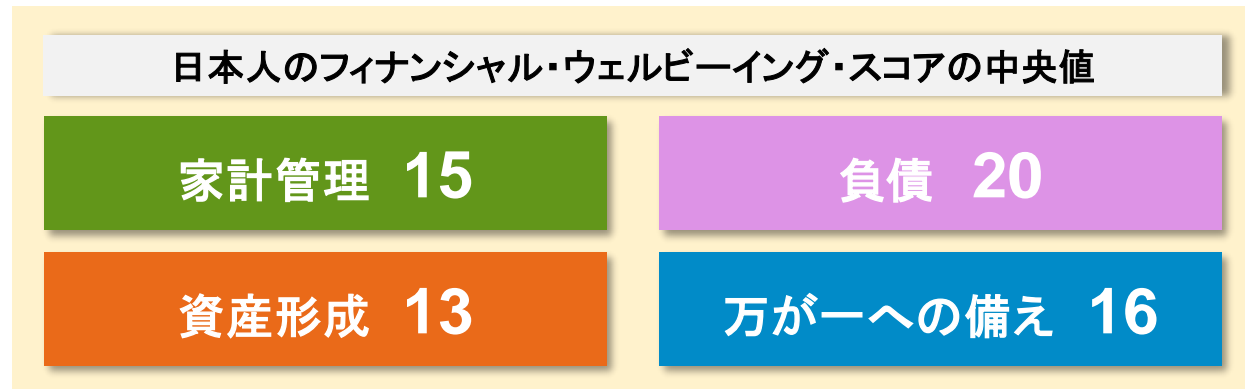 日本人のフィナンシャル・ウェルビーイング・スコアの中央値
家計管理 15
負債 20
資産形成 13
万が一への備え 16